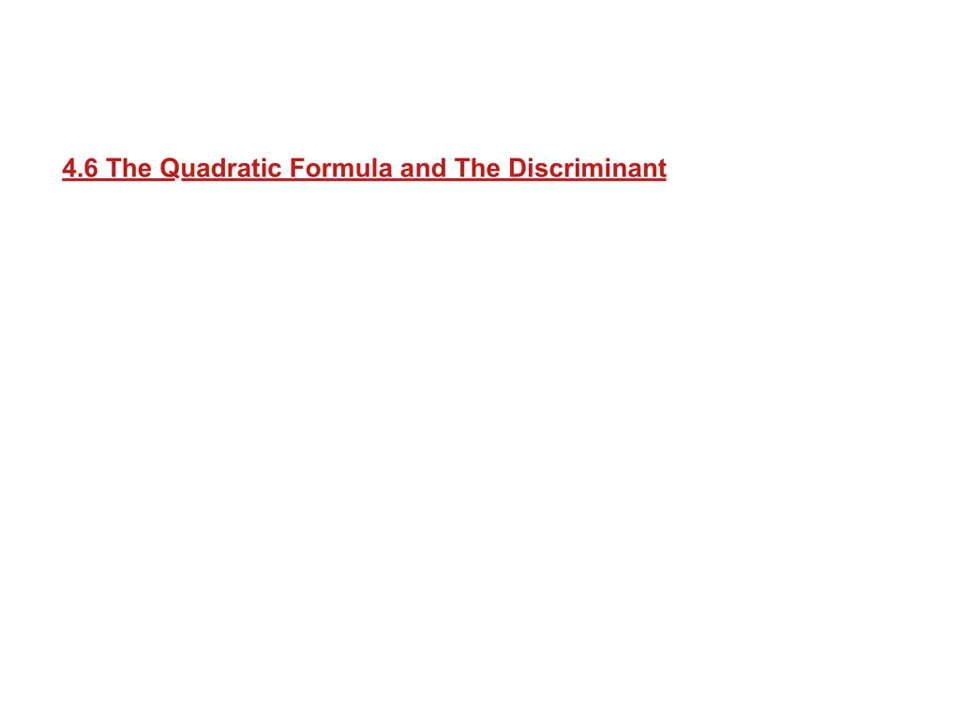 4.6 The Quadratic Formula and The Discriminant